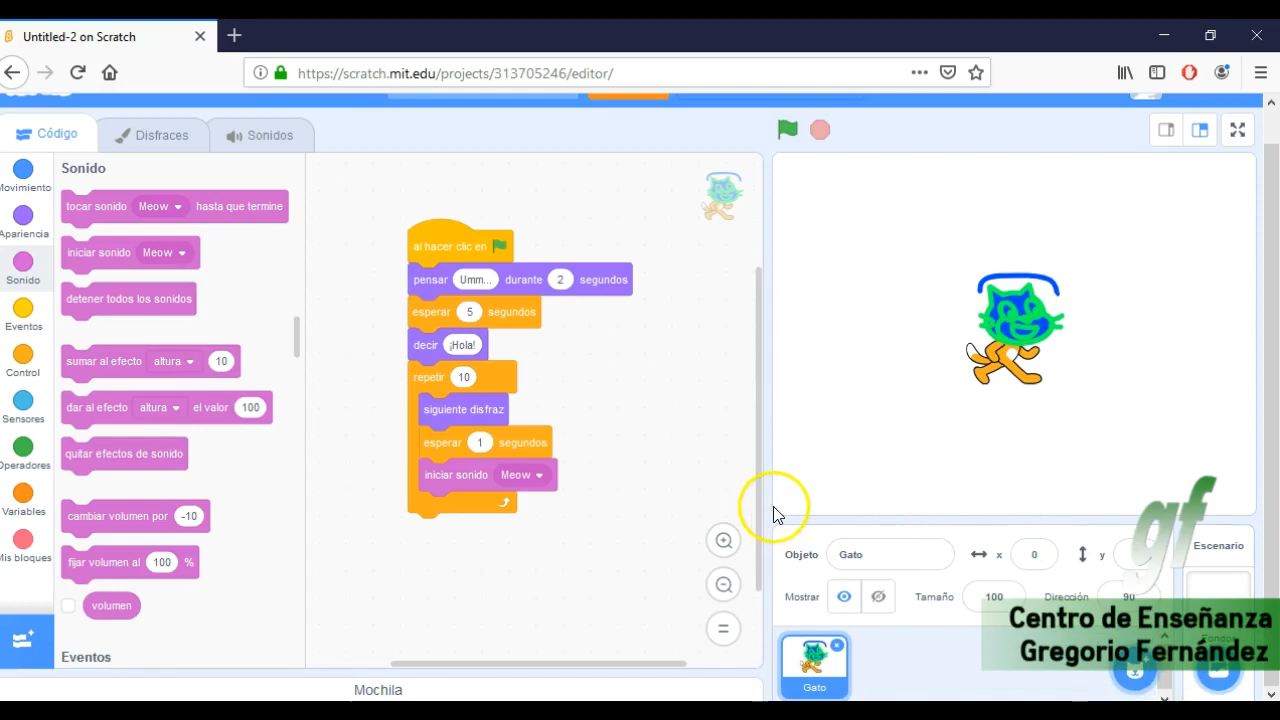 Untitled-2 on Scratch
https://scratch.mit.edu/projects/313705246/editor/
Código
Disfraces
Sonidos
Movimiento
Apariencia
Sonido
Eventos
Control
Sensores
Operadores
Variables
Mis bloques
Sonido
tocar sonido Meow hasta que termine
iniciar sonido Meow
detener todos los sonidos
sumar al efecto altura 10
dar al efecto altura el valor 100
quitar efectos de sonido
cambiar volumen por -10
fijar volumen al 100 %
volumen
Eventos
al hacer clic en
pensar Umm... durante 2 segundos
esperar 5 segundos
decir ¡Hola!
repetir 10
siguiente disfraz
esperar 1 segundos
iniciar sonido Meow
Mochila
Objeto Gato x 0 y
Mostrar Tamaño 100 Dirección 90
Gato
Escenario
gf
Centro de Enseñanza
Gregorio Fernández